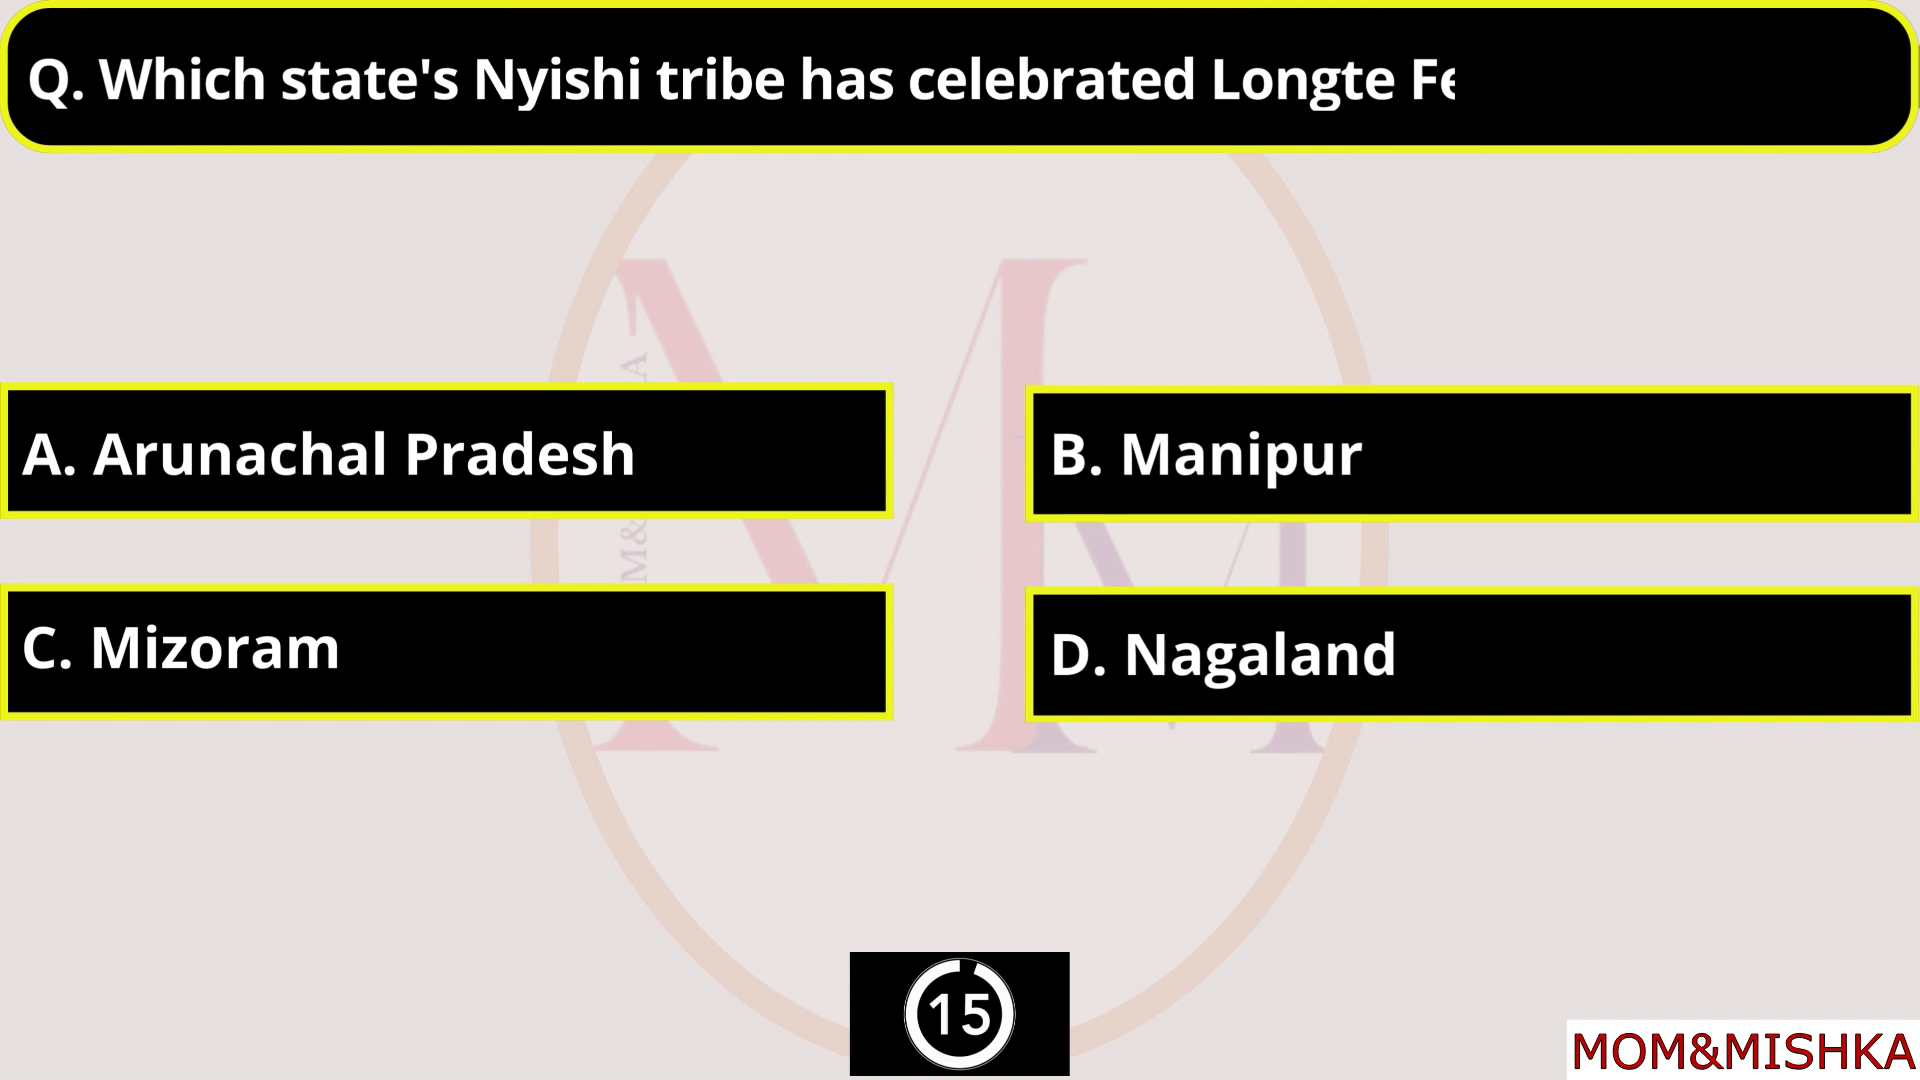 Q. Which state's Nyishi tribe has celebrated Longte
A. Arunachal Pradesh
B. Manipur
C. Mizoram
D. Nagaland
15
MOM&MISHKA